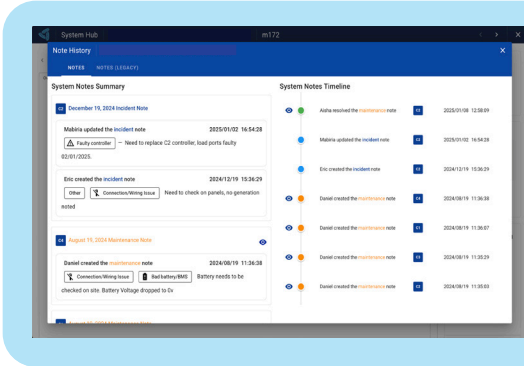 System Hub
m172
Note History
NOTES
NOTES (LEGACY)
System Notes Summary
C2 December 19, 2024 Incident Note
Mabiria updated the incident note 2025/01/02 16:54:28
Faulty controller — Need to replace C2 controller, load ports faulty
02/01/2025.
Eric created the incident note 2024/12/19 15:36:29
Other Connection/Wiring Issue Need to check on panels, no generation
noted
C4 August 19, 2024 Maintenance Note
Daniel created the maintenance note 2024/08/19 11:36:38
Connection/Wiring Issue Bad battery/BMS Battery needs to be
checked on site. Battery Voltage dropped to 0v
System Notes Timeline
Aisha resolved the maintenance note C2 2025/01/08 12:58:09
Mabiria updated the incident note C2 2025/01/02 16:54:28
Eric created the incident note C2 2024/12/19 15:36:29
Daniel created the maintenance note C4 2024/08/19 11:36:38
Daniel created the maintenance note 2024/08/19 11:36:07
Daniel created the maintenance note 2024/08/19 11:35:29
Daniel created the maintenance note 2024/08/19 11:35:03